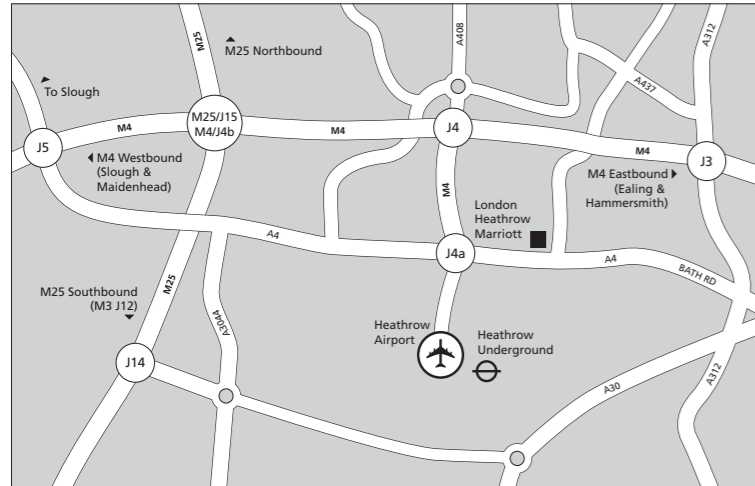 A408
A312
M25
M25 Northbound
A437
To Slough
M25/J15
M4/J4b
M4
M4
J4
M4
J5
J3
M4 Westbound
(Slough &
Maidenhead)
M4 Eastbound
(Ealing &
Hammersmith)
M4
London
Heathrow
Marriott
A4
J4a
A4
BATH RD
M25
M25 Southbound
(M3 J12)
A3044
Heathrow
Airport
Heathrow
Underground
J14
A30
A312